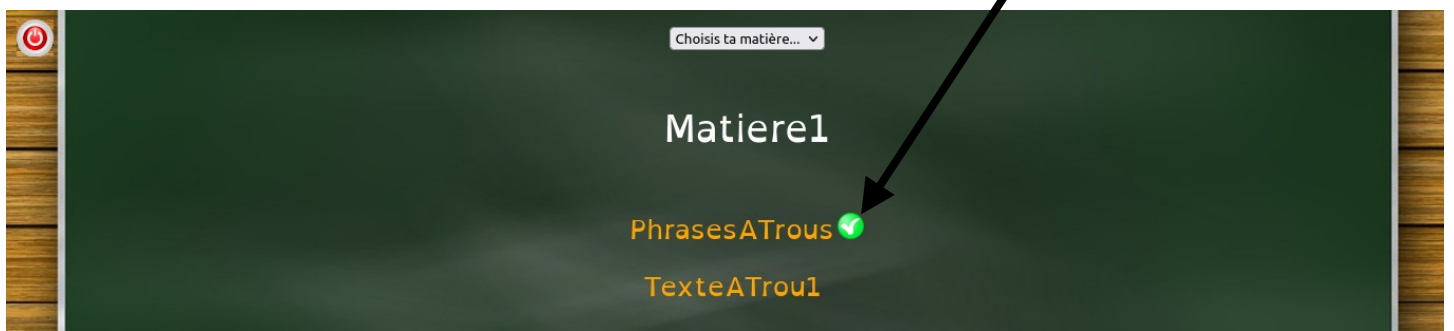 Choisis ta matière...
Matiere1
PhrasesATrous
TexteATrou1